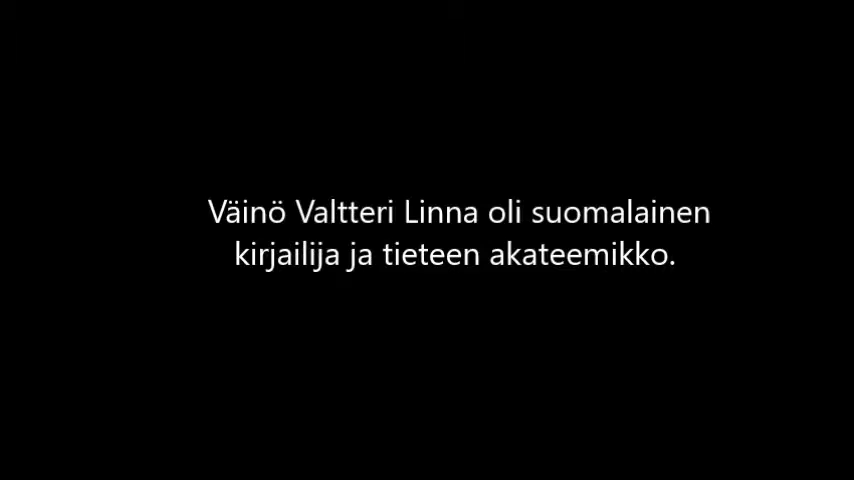 Väinö Valtteri Linna oli suomalainen
kirjailija ja tieteen akateemikko.